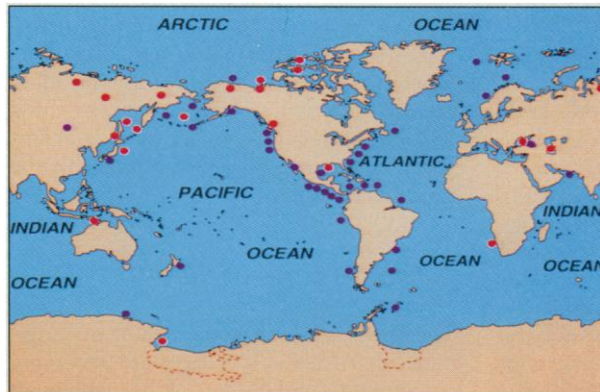 ARCTIC OCEAN
ATLANTIC
PACIFIC
INDIAN INDIAN
OCEAN OCEAN
OCEAN OCEAN